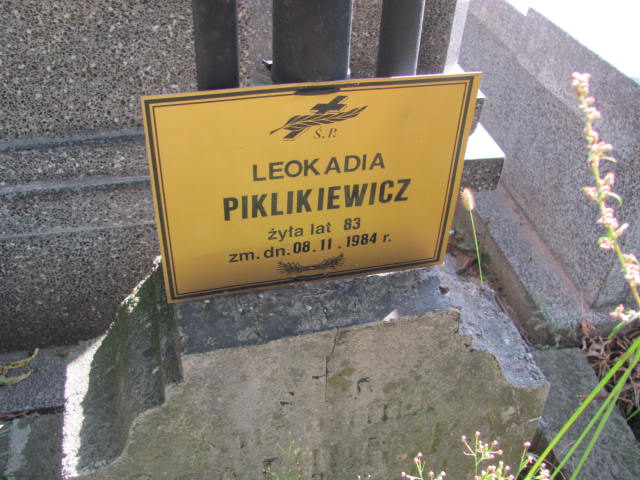 Ś.P.
LEOKADIA
PIKLIKIEWICZ
żyła lat 83
zm. dn. 08.11.1984 r.